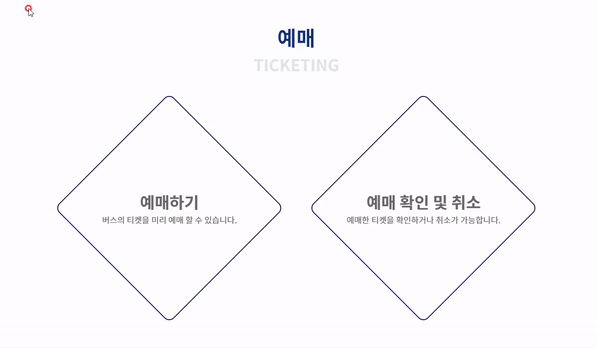 예매
TICKETING
예매하기
버스의 티켓을 미리 예매 할 수 있습니다.
예매 확인 및 취소
예매한 티켓을 확인하거나 취소가 가능합니다.